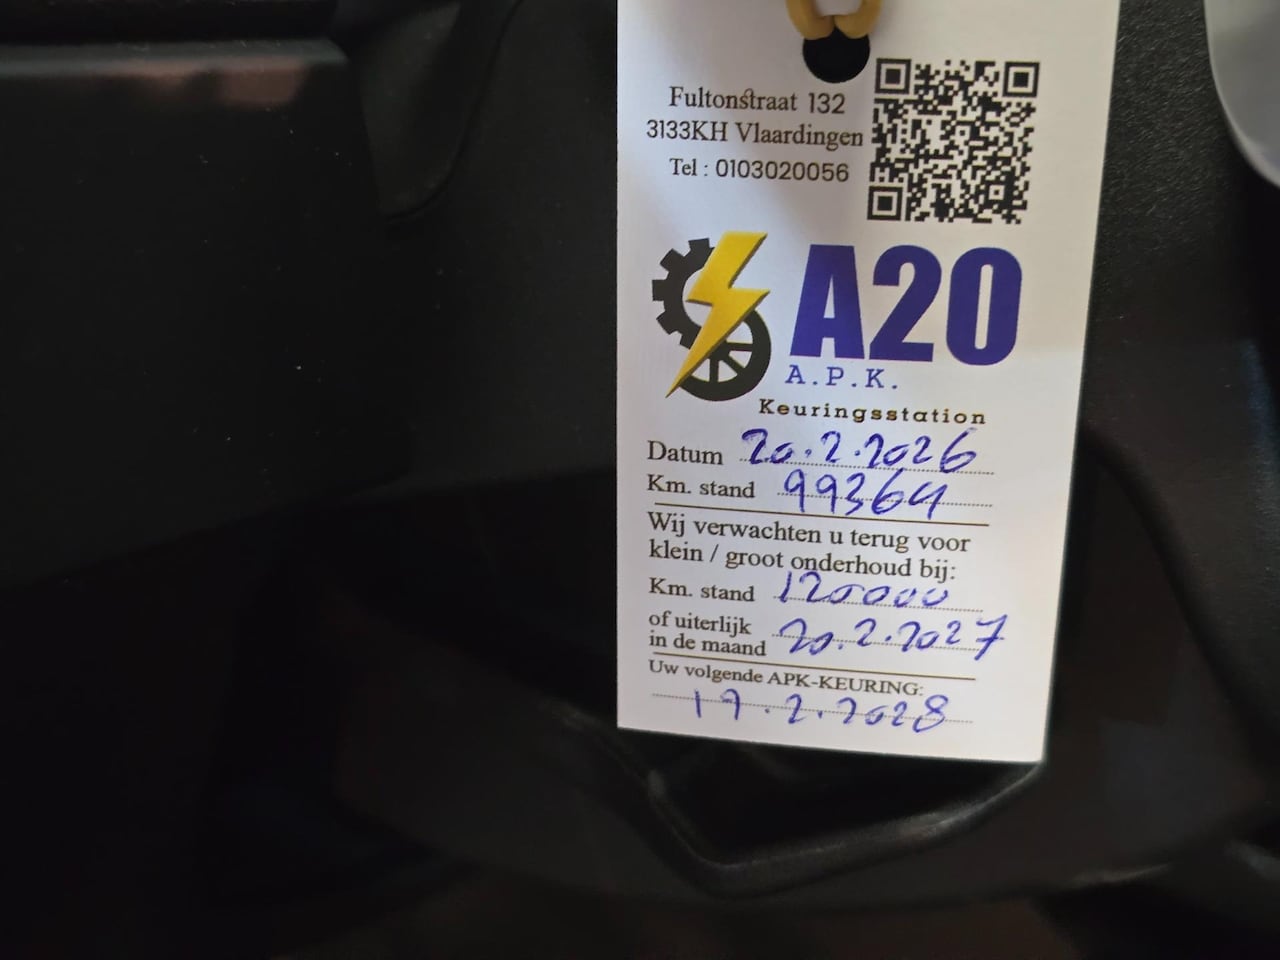 Fultonstraat 132
3133KH Vlaardingen
Tel : 0103020056
A20
A.P.K.
Keuringsstation
Datum 20.2.2026
Km. stand 99364
Wij verwachten u terug voor
klein / groot onderhoud bij:
Km. stand 120000
of uiterlijk
in de maand 20.2.2027
Uw volgende APK-KEURING:
19.2.2028